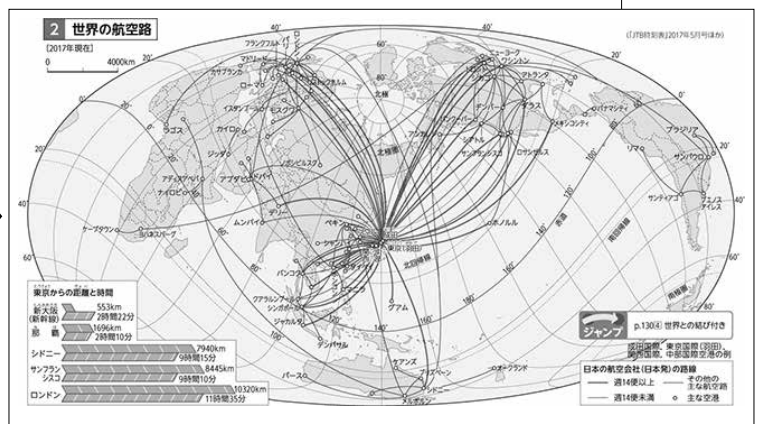 2 世界の航空路
[2017年現在]
0 4000km
(『JTB時刻表』2017年5月号ほか)
フランクフルト
パリ
ロンドン
マドリード
カサブランカ
ローマ
ストックホルム
イスタンブール
モスクワ
カイロ
ラゴス
ジッダ
ノボシビルスク
アディスアベバ
アブダビ
ドバイ
ナイロビ
デリー
ムンバイ
ケープタウン
ヨハネスバーグ
北極
北極圏
ニューヨーク
ワシントン
シカゴ
アトランタ
デンバー
ダラス
バンクーバー
アンカレジ
シアトル
サンフランシスコ
ロサンゼルス
メキシコシティ
パナマシティ
ブラジリア
リマ
サンパウロ
サンティアゴ
ブエノスアイレス
ペキン
成田
東京(羽田)
北回帰線
ホノルル
赤道
南回帰線
南極圏
バンコク
マニラ
グアム
クアラルンプール
シンガポール
ジャカルタ
デンパサル
ケアンズ
パース
ブリズベン
シドニー
メルボルン
オークランド
東京からの距離と時間
新大阪(新幹線) 553km 2時間22分
那覇 1696km 2時間10分
シドニー 7940km 9時間15分
サンフランシスコ 8445km 9時間10分
ロンドン 10320km 11時間35分
ジャンプ p.130④ 世界との結び付き
成田国際、東京国際(羽田)、
関西国際、中部国際空港の例
日本の航空会社(日本発)の路線
週14便以上
週14便未満
その他の主な航空路
主な空港